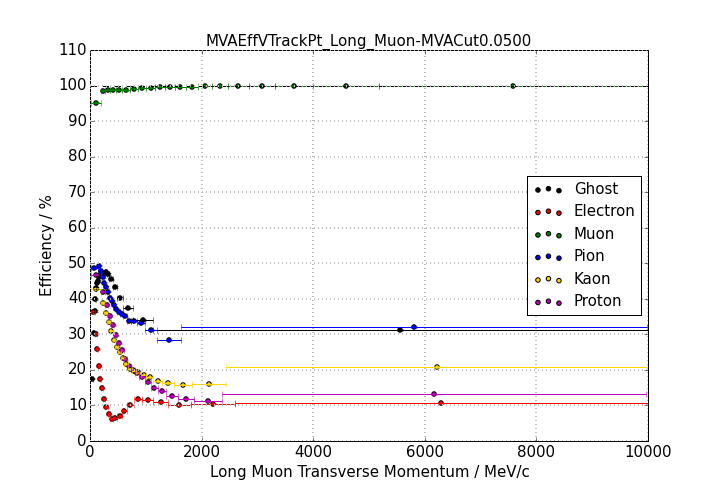 MVAEffVTrackPt_Long_Muon-MVACut0.0500
110
100
90
80
70
60
50
40
30
20
10
0
Efficiency / %
Ghost
Electron
Muon
Pion
Kaon
Proton
0 2000 4000 6000 8000 10000
Long Muon Transverse Momentum / MeV/c